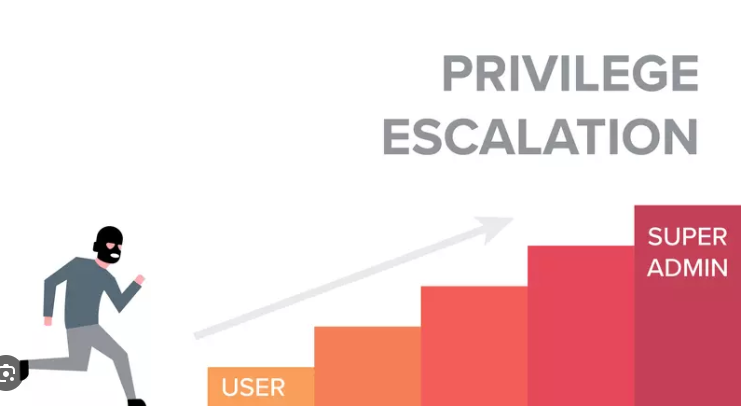 PRIVILEGE
ESCALATION
SUPER
ADMIN
USER